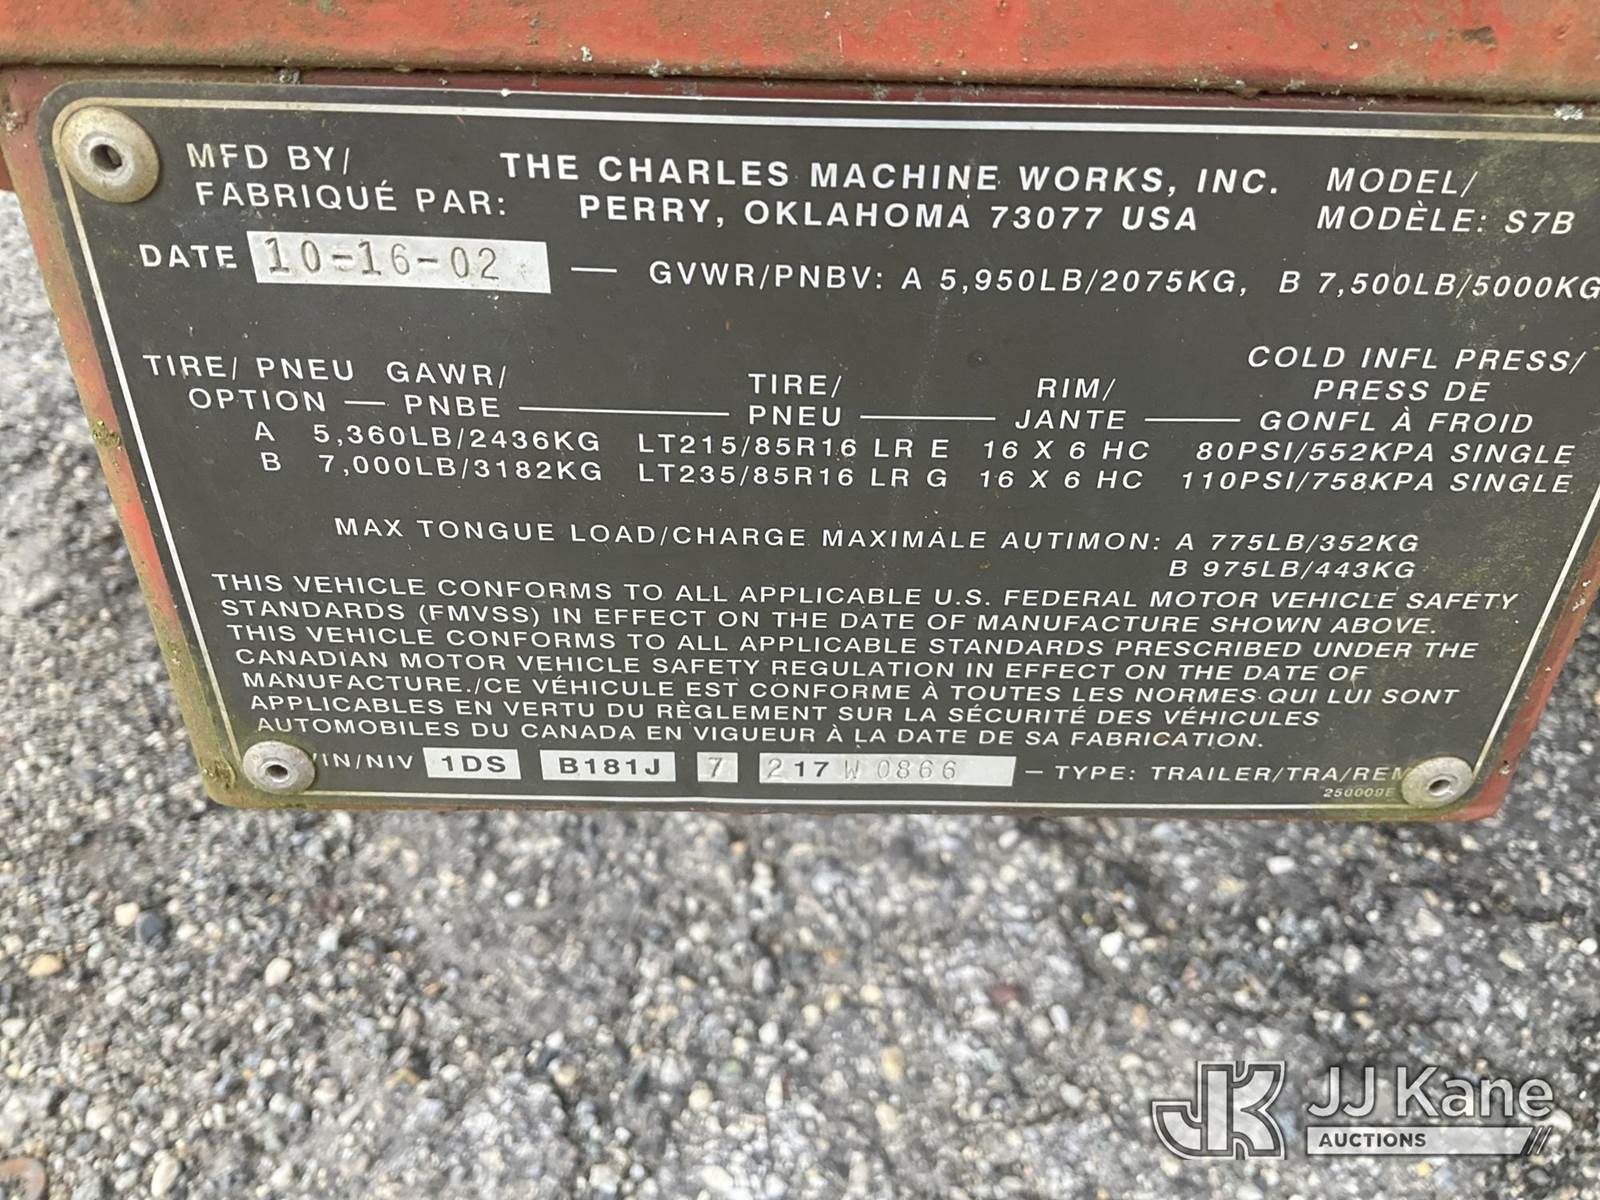 MFD BY/ THE CHARLES MACHINE WORKS, INC. MODEL/
FABRIQUÉ PAR: PERRY, OKLAHOMA 73077 USA MODÈLE: S7B
DATE 10-16-02 — GVWR/PNBV: A 5,950LB/2075KG, B 7,500LB/5000KG
TIRE/ PNEU GAWR/ TIRE/ RIM/ COLD INFL PRESS/
OPTION — PNBE — PNEU — JANTE — PRESS DE
GONFL À FROID
A 5,360LB/2436KG LT215/85R16 LR E 16 X 6 HC 80PSI/552KPA SINGLE
B 7,000LB/3182KG LT235/85R16 LR G 16 X 6 HC 110PSI/758KPA SINGLE
MAX TONGUE LOAD/CHARGE MAXIMALE AUTIMON: A 775LB/352KG
B 975LB/443KG
THIS VEHICLE CONFORMS TO ALL APPLICABLE U.S. FEDERAL MOTOR VEHICLE SAFETY
STANDARDS (FMVSS) IN EFFECT ON THE DATE OF MANUFACTURE SHOWN ABOVE.
THIS VEHICLE CONFORMS TO ALL APPLICABLE STANDARDS PRESCRIBED UNDER THE
CANADIAN MOTOR VEHICLE SAFETY REGULATION IN EFFECT ON THE DATE OF
MANUFACTURE./CE VÉHICULE EST CONFORME À TOUTES LES NORMES QUI LUI SONT
APPLICABLES EN VERTU DU RÈGLEMENT SUR LA SÉCURITÉ DES VÉHICULES
AUTOMOBILES DU CANADA EN VIGUEUR À LA DATE DE SA FABRICATION.
VIN/NIV 1DS B181J 7 217W0866 — TYPE: TRAILER/TRA/REM
250009E
JJ Kane
AUCTIONS